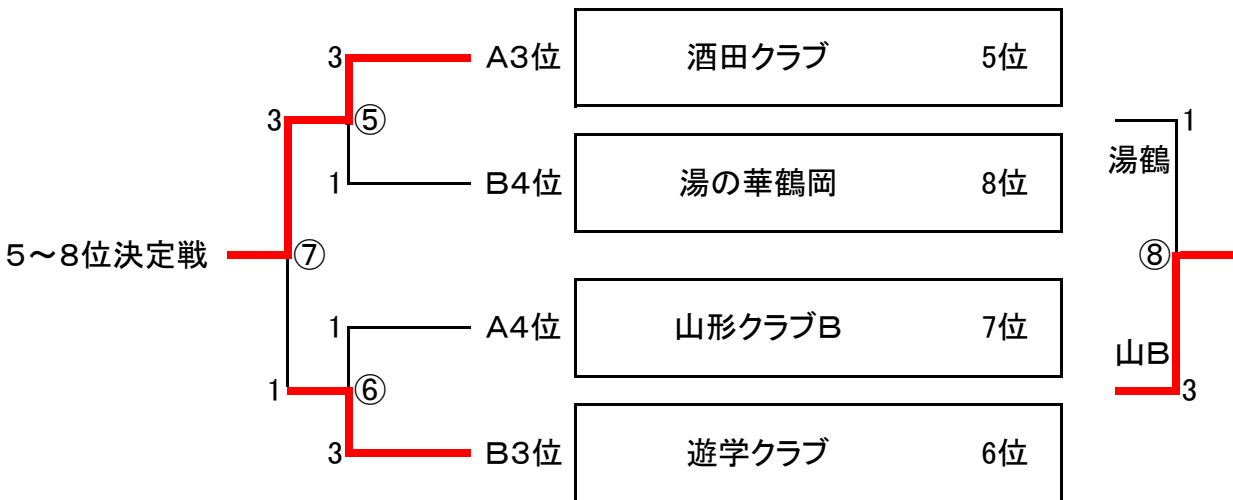 3 A3位 酒田クラブ 5位
3 ⑤ 1
湯鶴
1 B4位 湯の華鶴岡 8位
5～8位決定戦 ⑦ ⑧
1 A4位 山形クラブB 7位
山B
1 ⑥ 3
3 B3位 遊学クラブ 6位